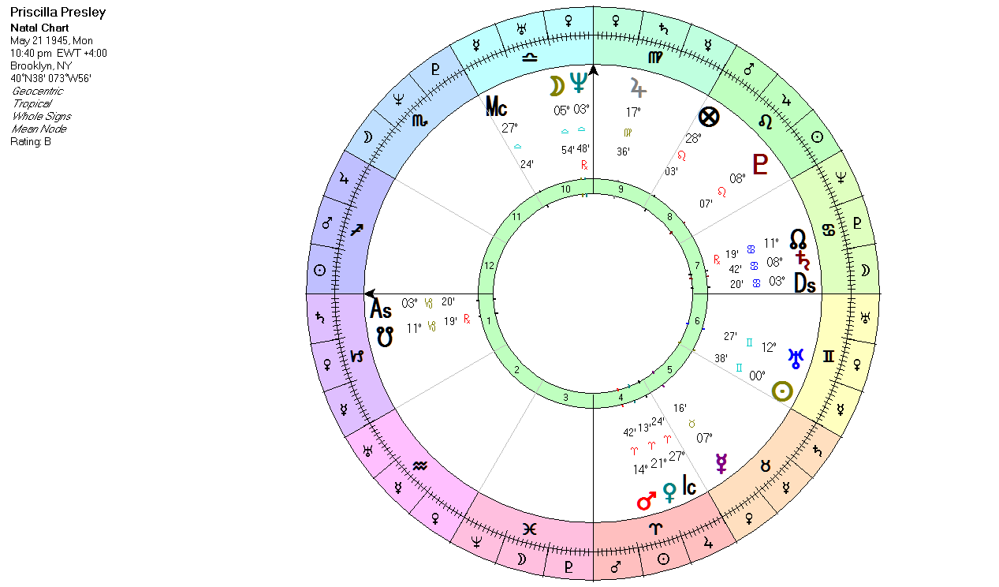 Priscilla Presley
Natal Chart
May 21 1945, Mon
10:40 pm EWT +4:00
Brooklyn, NY
40°N38' 073°W56'
Geocentric
Tropical
Whole Signs
Mean Node
Rating: B
☿ ♅ ♀ ♀ ♄ ☿
♎ ♍
♇ ♂
♆ ♃
☽ ☉
♏ ♌
Mc ☽ ♆ ♃ ⊗
27° ♎ 24'
05° ♎ 54'
03° ♎ 48' ℞
17° ♍ 36'
28° ♌ 03'
♇ 08° ♌ 07'
10 9
11 8
♃ ♆
♂ ♐ ♋ ♇
☉ ☽
12 7
☊ 11° ♋ 19' ℞
♄ 08° ♋ 42'
Ds 03° ♋ 20'
As 03° ♑ 20'
☋ 11° ♑ 19' ℞
1 6
♄ ♅
♀ ♑ ♊ ♀
☿ ☿
♅ 12° ♊ 27'
☉ 00° ♊ 38'
2 5
3 4
☿ 07° ♉ 16'
♂ 14° ♈ 42'
♀ 21° ♈ 13'
Ic 27° ♈ 24'
♅ ♄
♒ ♉
☿ ☿
♀ ♀
♓ ♈
♆ ☽ ♇ ♂ ☉ ♃